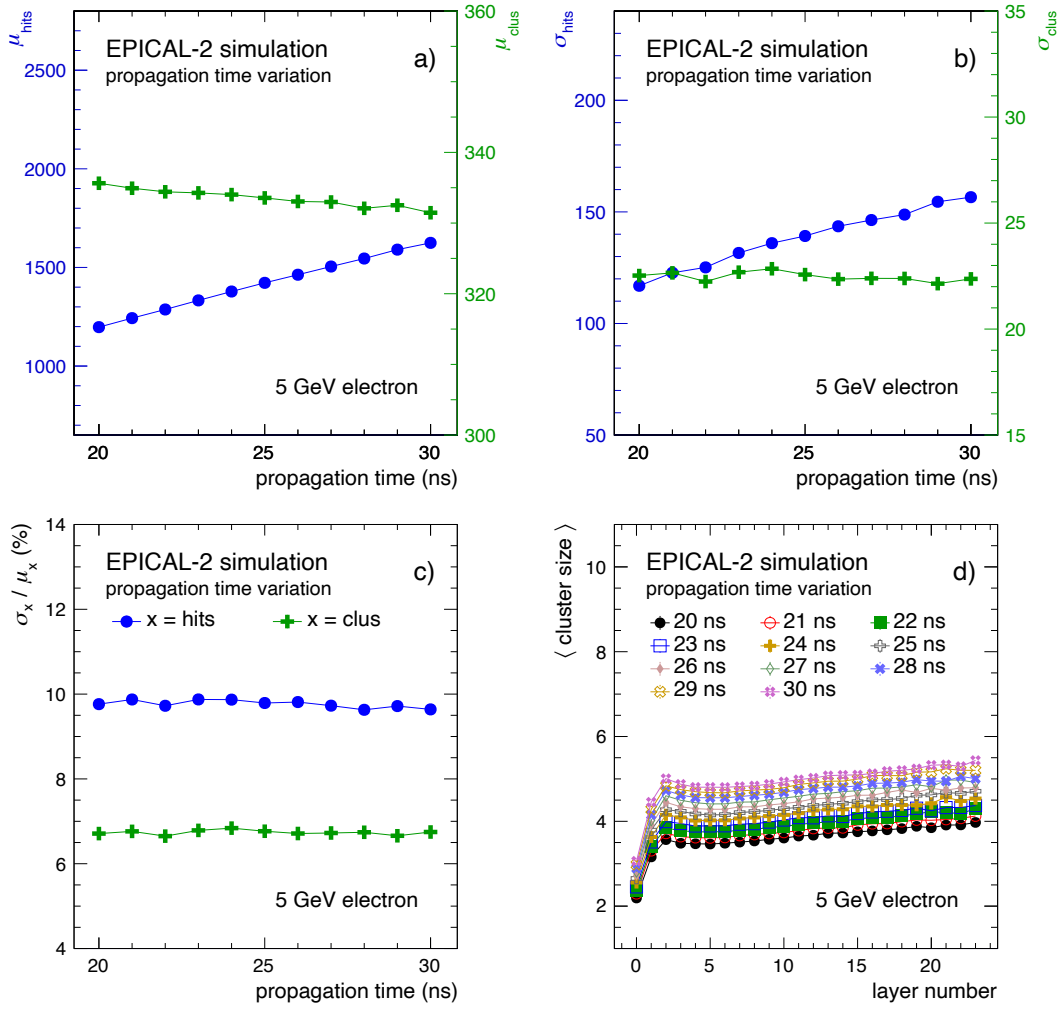 μ_hits
μ_clus
360
340
320
300
2500
2000
1500
1000
EPICAL-2 simulation
propagation time variation
a)
5 GeV electron
20 25 30
propagation time (ns)
σ_hits
σ_clus
35
30
25
20
15
200
150
100
50
EPICAL-2 simulation
propagation time variation
b)
5 GeV electron
20 25 30
propagation time (ns)
σ_x / μ_x (%)
14
12
10
8
6
4
EPICAL-2 simulation
propagation time variation
c)
x = hits x = clus
5 GeV electron
20 25 30
propagation time (ns)
⟨ cluster size ⟩
10
8
6
4
2
EPICAL-2 simulation
propagation time variation
d)
20 ns 21 ns 22 ns
23 ns 24 ns 25 ns
26 ns 27 ns 28 ns
29 ns 30 ns
5 GeV electron
0 5 10 15 20
layer number